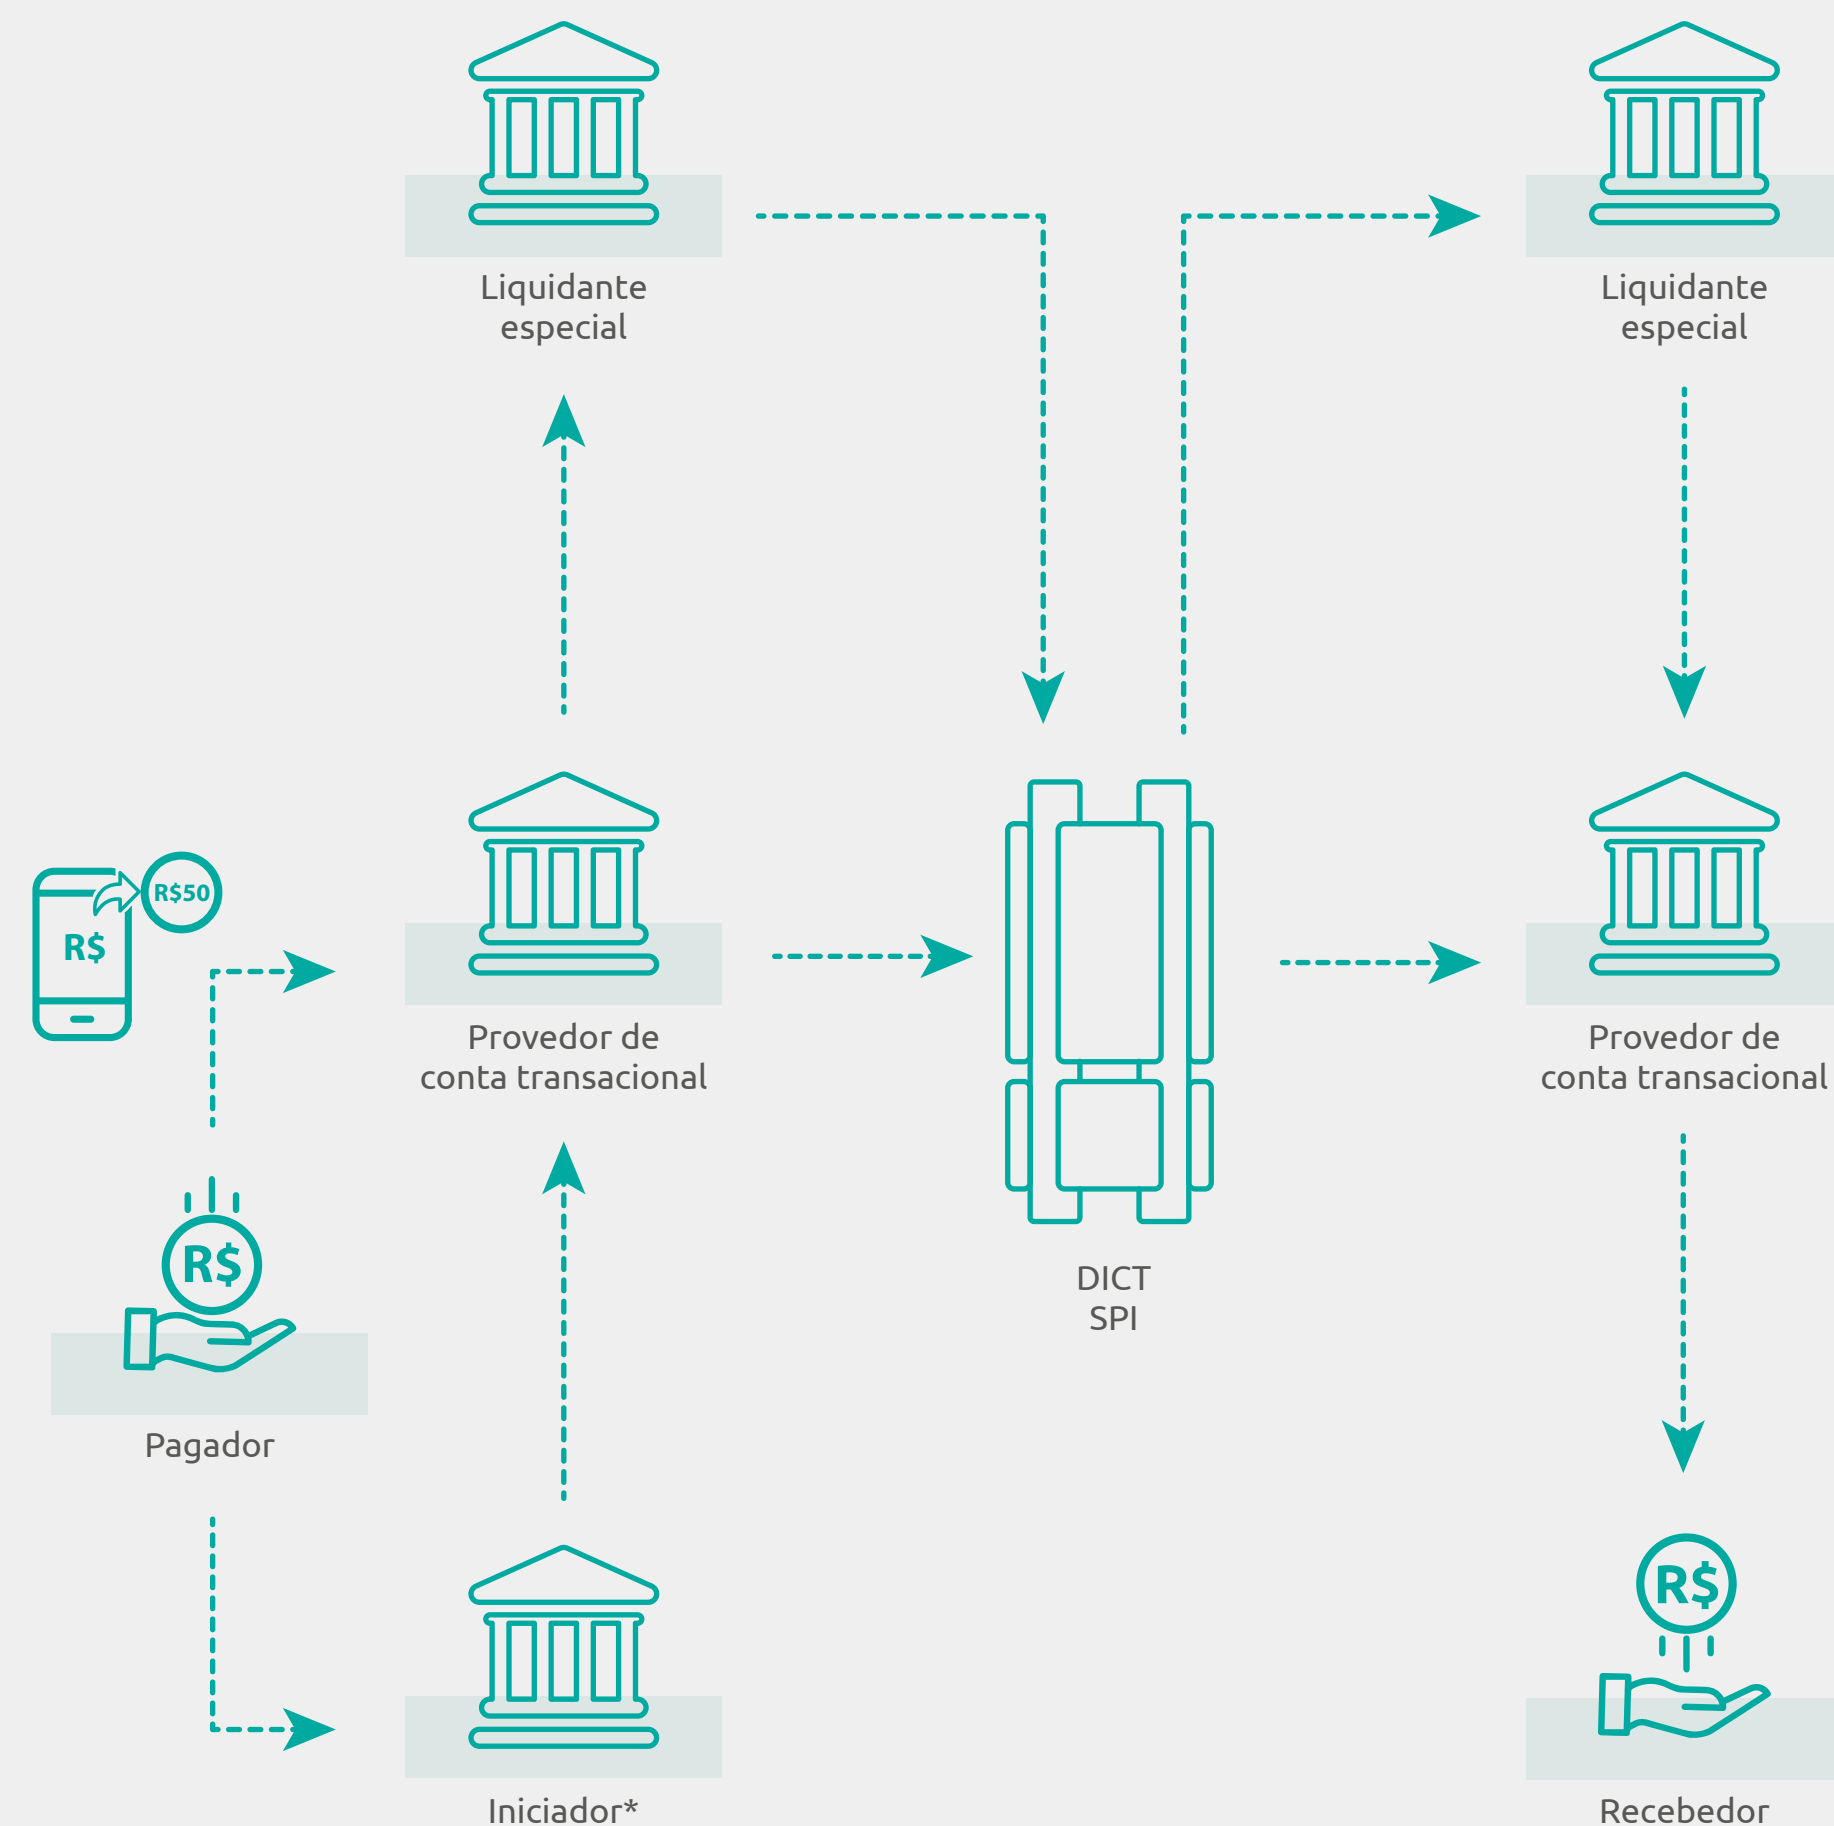 Liquidante
especial
Liquidante
especial
R$50
R$
Provedor de
conta transacional
Provedor de
conta transacional
R$
Pagador
DICT
SPI
Iniciador*
R$
Recebedor